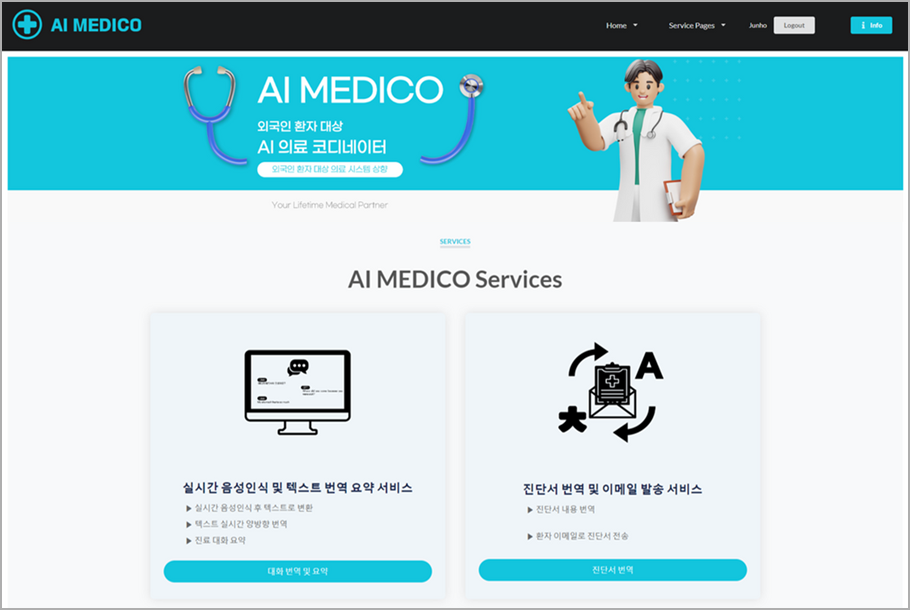 AI MEDICO
Home
Service Pages
Junho
Logout
Info
AI MEDICO
외국인 환자 대상
AI 의료 코디네이터
외국인 환자 대상 의료 시스템 상황
Your Lifetime Medical Partner
SERVICES
AI MEDICO Services
실시간 음성인식 및 텍스트 번역 요약 서비스
▶ 실시간 음성인식 후 텍스트로 변환
▶ 텍스트 실시간 양방향 번역
▶ 진료 대화 요약
대화 번역 및 요약
A
大
진단서 번역 및 이메일 발송 서비스
▶ 진단서 내용 번역
▶ 환자 이메일로 진단서 전송
진단서 번역